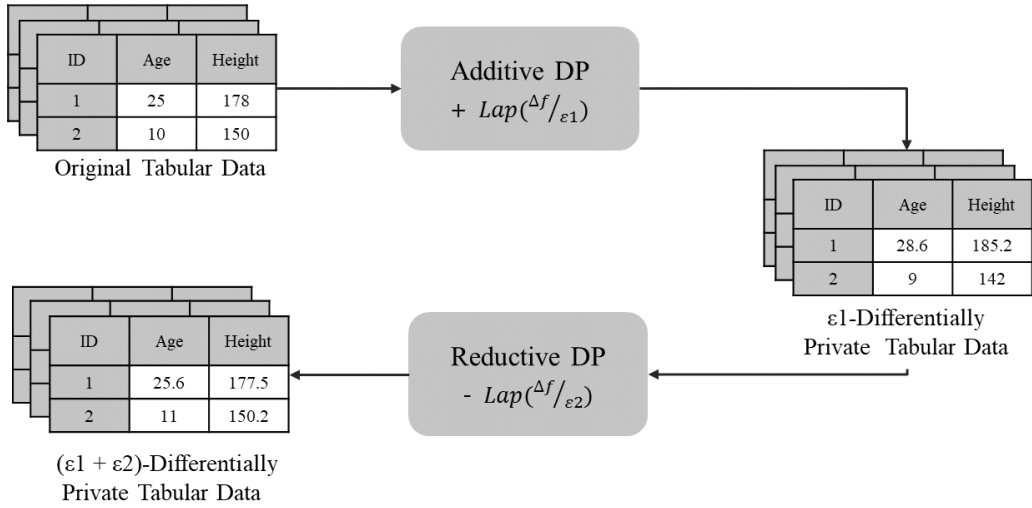 ID Age Height
1 25 178
2 10 150
Original Tabular Data
Additive DP
+ Lap(Δf/ε1)
ID Age Height
1 28.6 185.2
2 9 142
ε1-Differentially
Private Tabular Data
Reductive DP
- Lap(Δf/ε2)
ID Age Height
1 25.6 177.5
2 11 150.2
(ε1 + ε2)-Differentially
Private Tabular Data